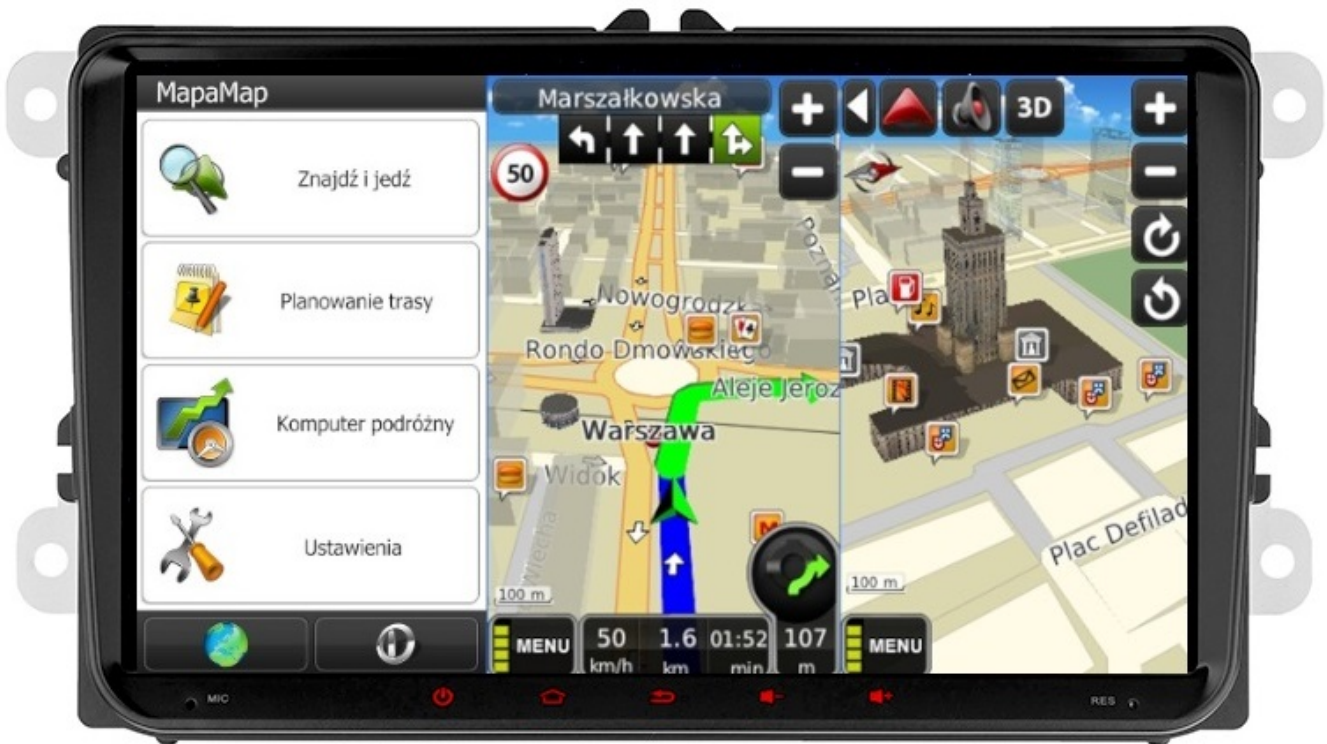 MapaMap
Znajdź i jedź
Planowanie trasy
Komputer podróżny
Ustawienia
Marszałkowska
50
Nowogrodzka
Rondo Dmowskiego
Aleje Jeroz
Warszawa
Widok
100 m
MENU
50 km/h
1.6 km
01:52 min
107 m
3D
Poznań
Pla
Plac Defilad
100 m
MENU
MIC
RES